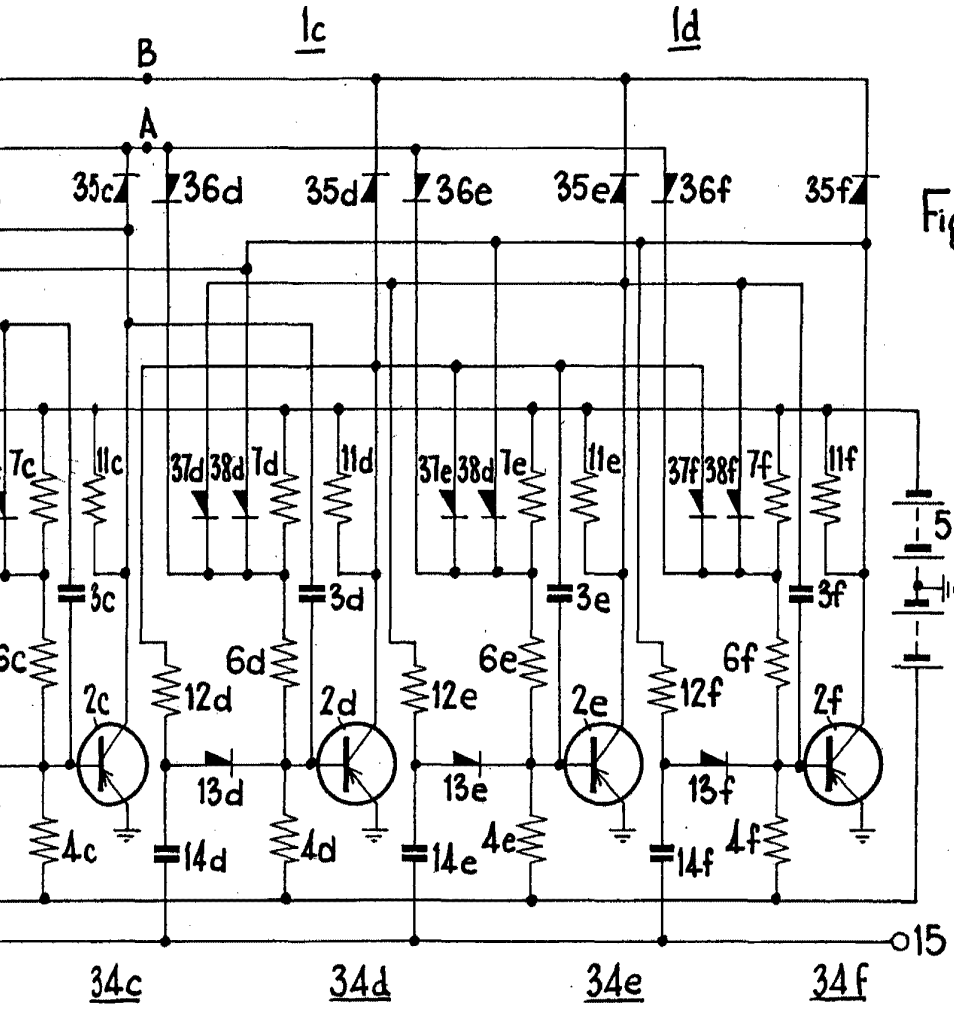 1c 1d
B
A
35c 36d 35d 36e 35e 36f 35f
Fig
7c 11c 37d 38d 7d 11d 37e 38d 7e 11e 37f 38f 7f 11f
5
3c 3d 3e 3f
6c 6d 6e 6f
12d 12e 12f
2c 2d 2e 2f
13d 13e 13f
4c 14d 4d 14e 4e 14f 4f
15
34c 34d 34e 34f